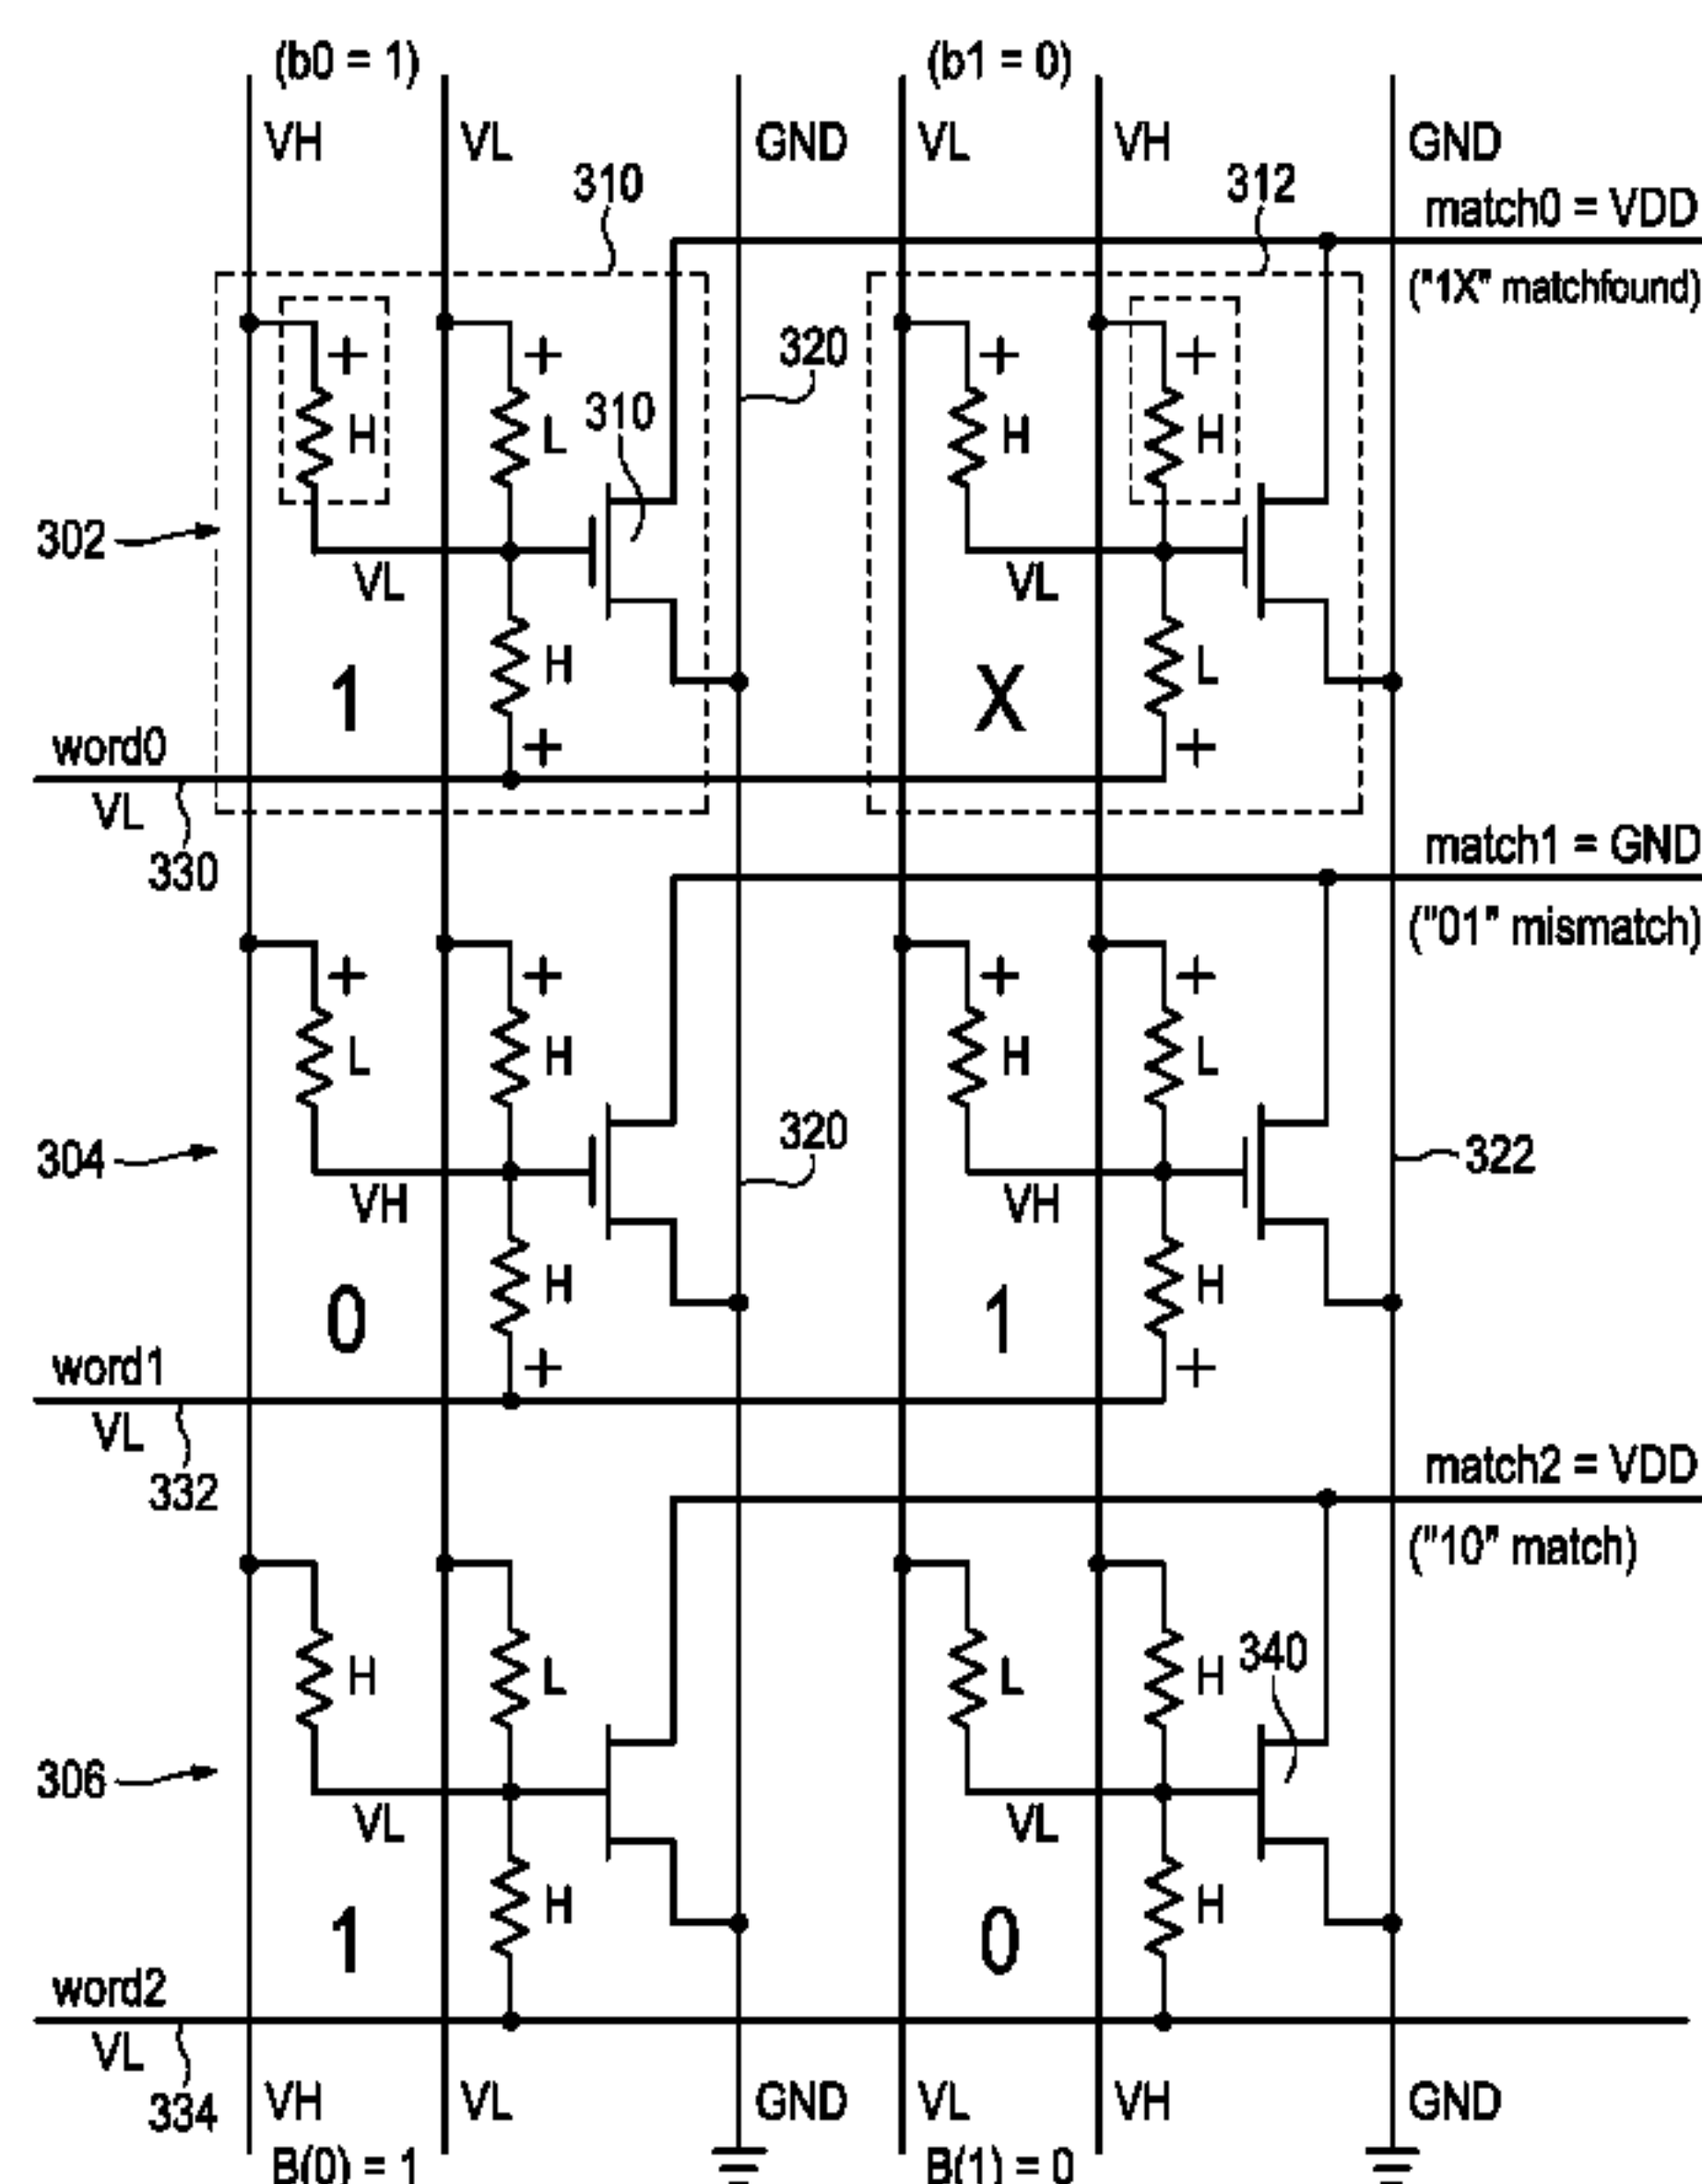 (b0 = 1) (b1 = 0)
VH VL GND VL VH GND
310 312
match0 = VDD
("1X" matchfound)
+ + 320 + +
310
H L H H
302
VL VL
H L
1 X
word0 + +
VL
330
match1 = GND
("01" mismatch)
+ + + +
L H H L
304 320 322
VH VH
H H
0 1
word1 + +
VL
332
match2 = VDD
("10" match)
H L L H 340
306
VL VL
H H
1 0
word2
VL
334
VH VL GND VL VH GND
B(0) = 1 B(1) = 0